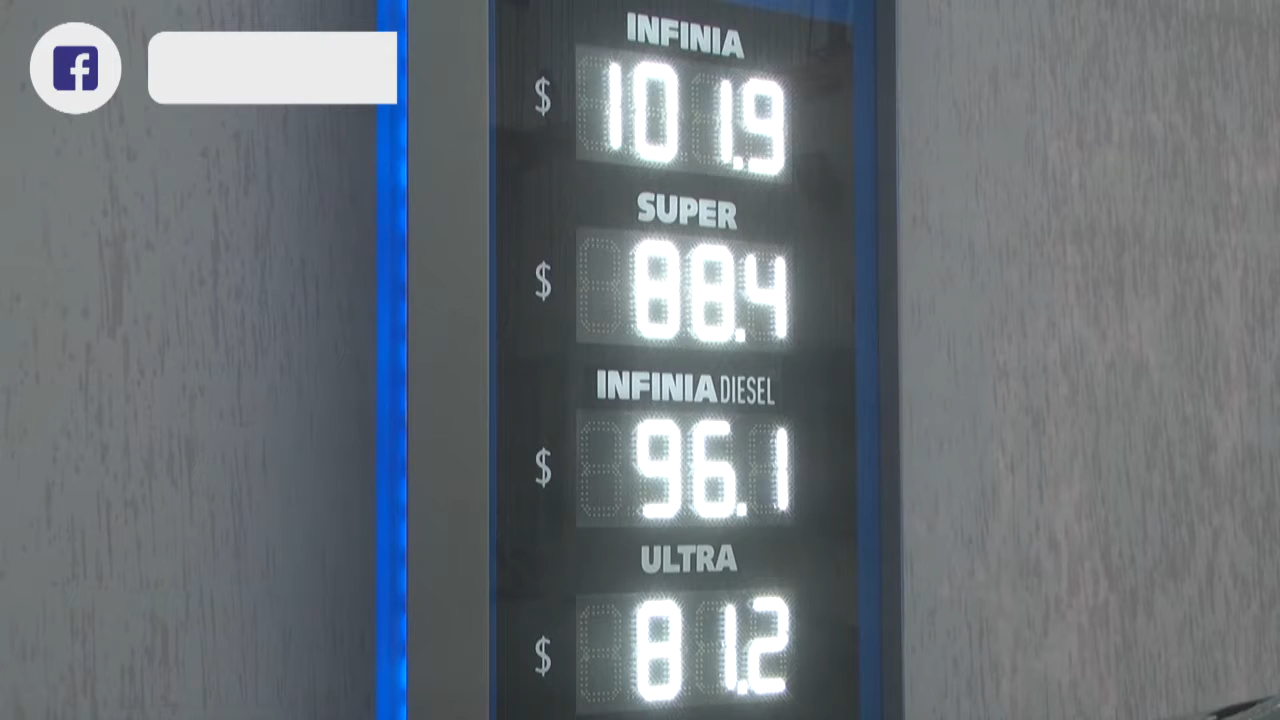 INFINIA
$ 101.9
SUPER
$ 88.4
INFINIA DIESEL
$ 96.1
ULTRA
$ 81.2